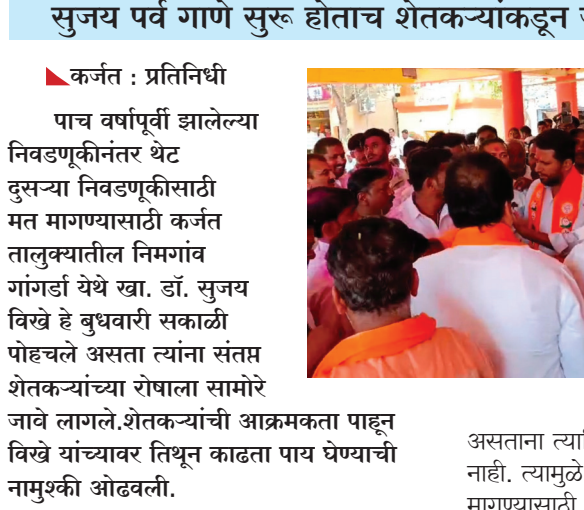 सुजय पर्व गाणे सुरू होताच शेतकऱ्यांकडून
कर्जत : प्रतिनिधी
पाच वर्षापूर्वी झालेल्या
निवडणूकीनंतर थेट
दुसऱ्या निवडणूकीसाठी
मत मागण्यासाठी कर्जत
तालुक्यातील निमगांव
गांगर्डा येथे खा. डॉ. सुजय
विखे हे बुधवारी सकाळी
पोहचले असता त्यांना संतप्त
शेतकऱ्यांच्या रोषाला सामोरे
जावे लागले.शेतकऱ्यांची आक्रमकता पाहून
विखे यांच्यावर तिथून काढता पाय घेण्याची
नामुश्की ओढवली.
असताना
नाही. त्यामुळे
मागण्यासाठी